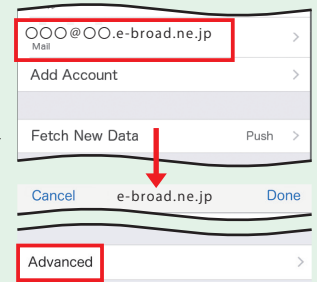 ○○○@○○.e-broad.ne.jp
Mail
Add Account
Fetch New Data Push
Cancel e-broad.ne.jp Done
Advanced